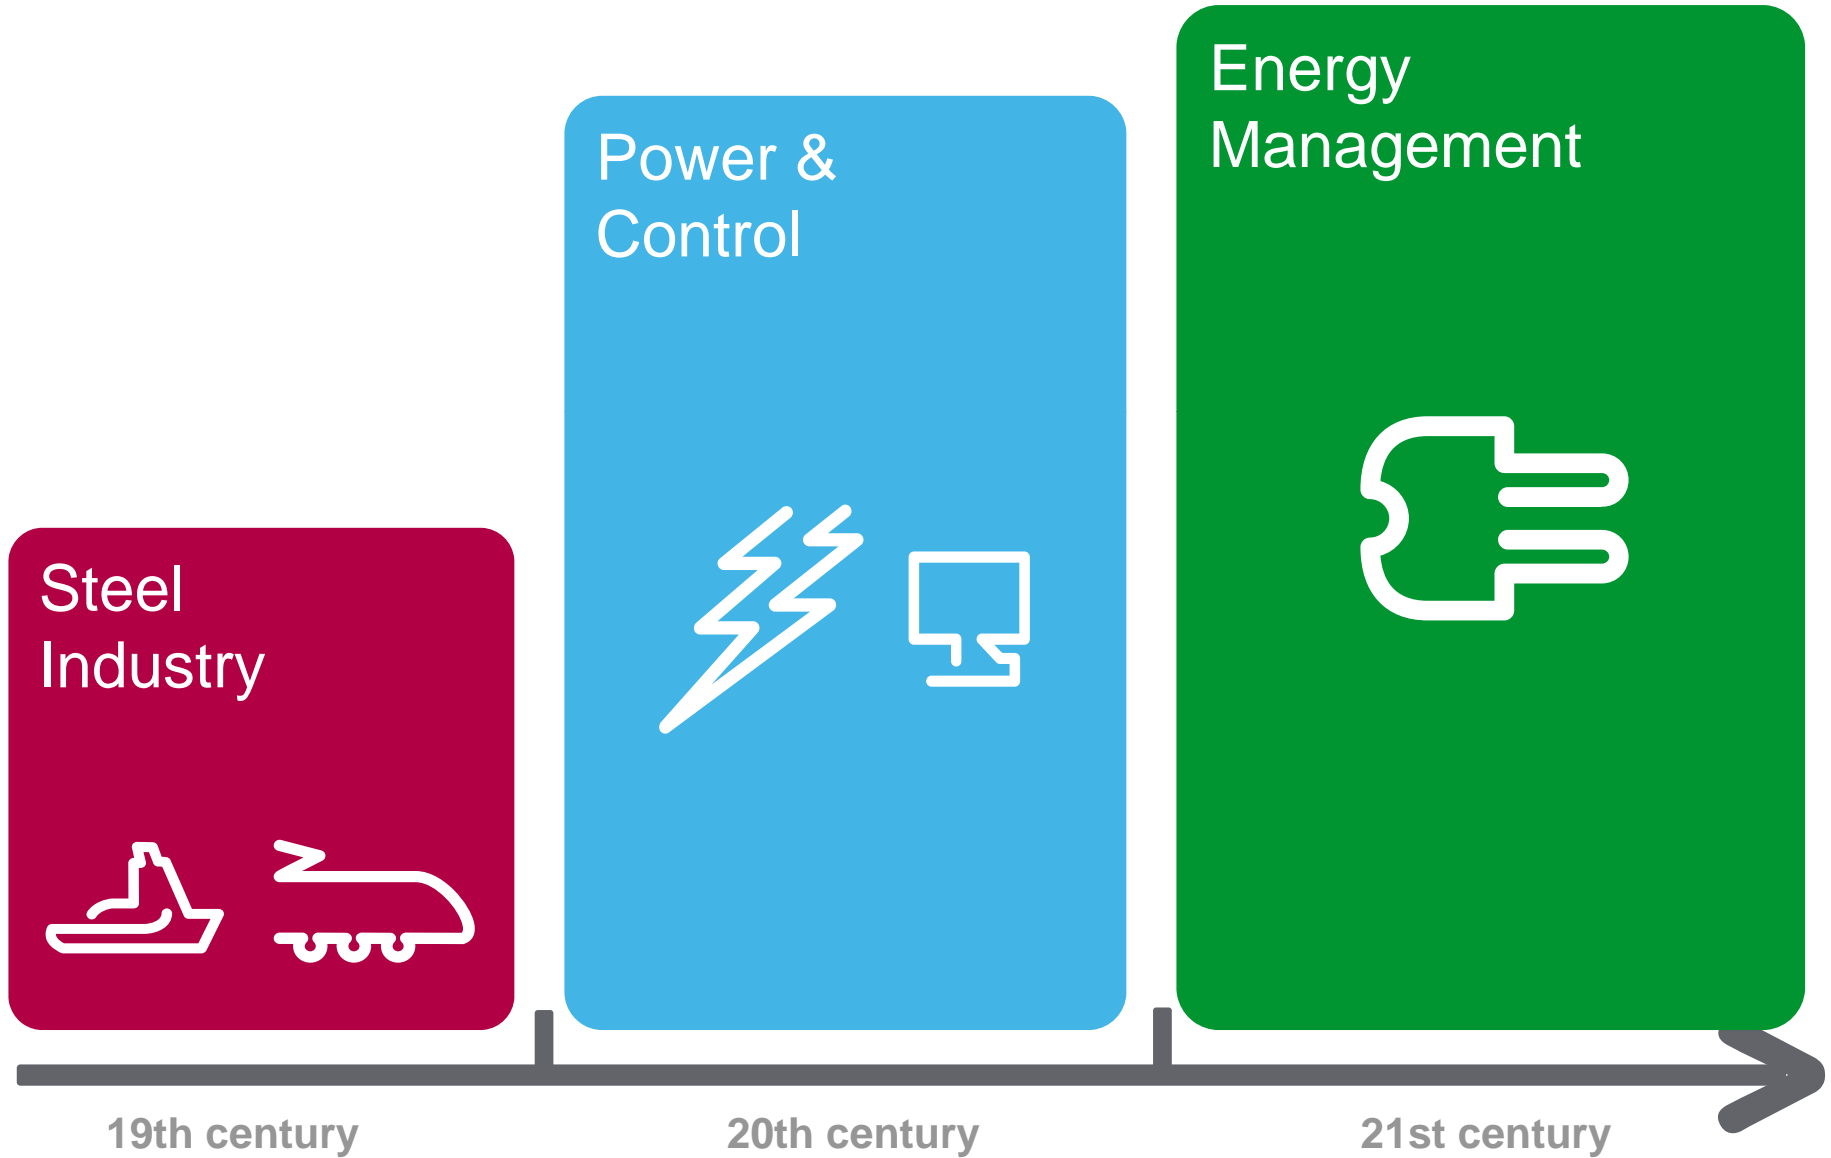 Steel
Industry
Power &
Control
Energy
Management
19th century
20th century
21st century